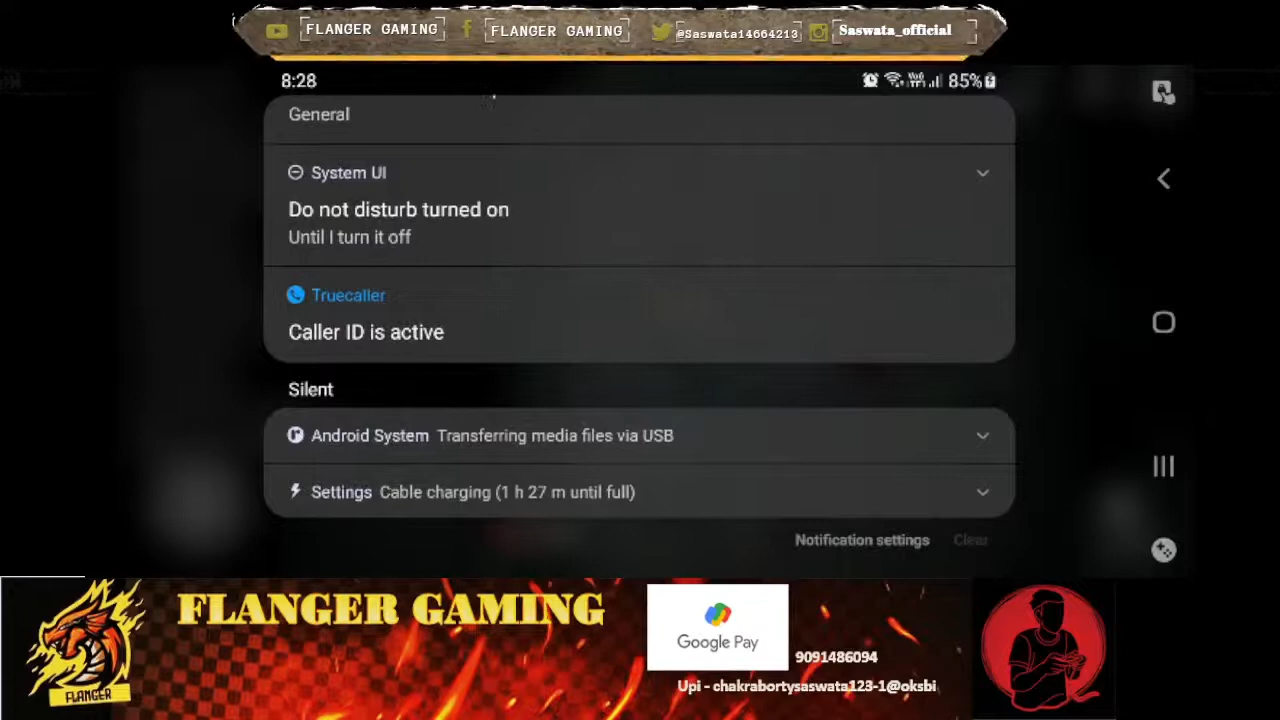 FLANGER GAMING
FLANGER GAMING
@Saswata14664213
Saswata_official
8:28
85%
General
System UI
Do not disturb turned on
Until I turn it off
Truecaller
Caller ID is active
Silent
Android System Transferring media files via USB
Settings Cable charging (1 h 27 m until full)
Notification settings Clear
FLANGER GAMING
FLANGER
Google Pay
9091486094
Upi - chakrabortysaswata123-1@oksbi